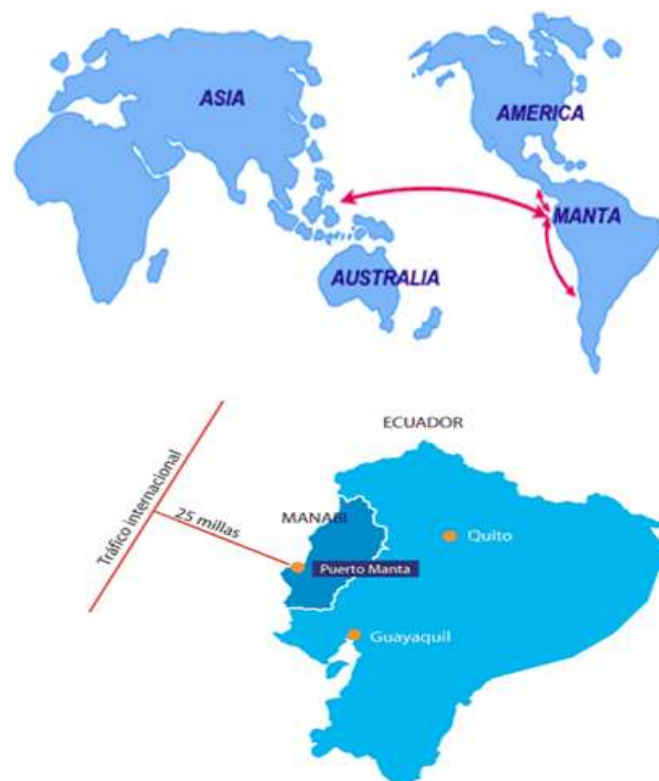 ASIA
AMERICA
MANTA
AUSTRALIA
ECUADOR
Tráfico internacional
25 millas
MANABI
Quito
Puerto Manta
Guayaquil